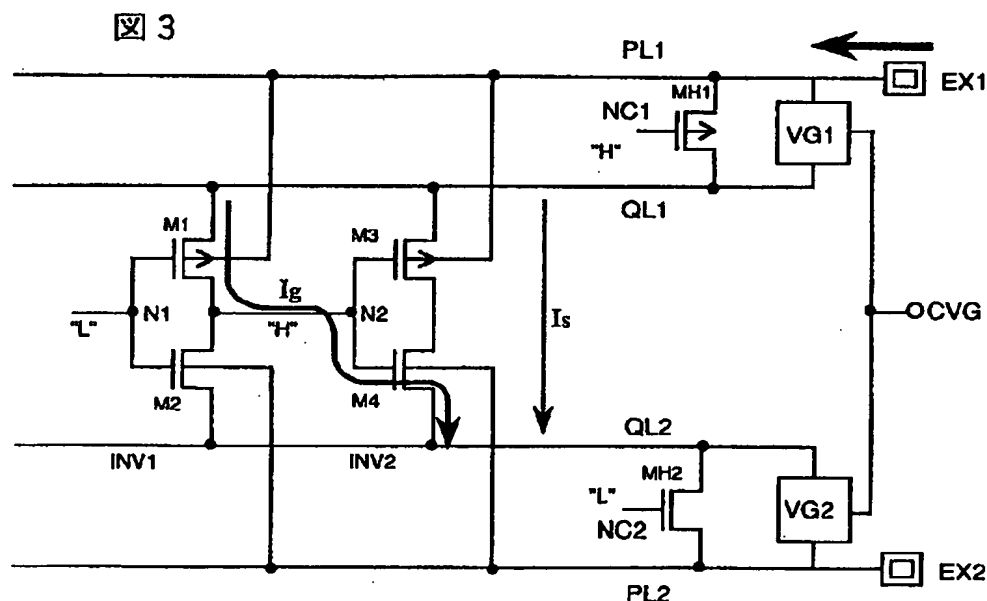 図 3
PL1
EX1
MH1
NC1
"H"
VG1
QL1
M1
M3
Ig
"L"
N1
"H"
N2
Is
CVG
M2
M4
QL2
INV1
INV2
MH2
"L"
NC2
VG2
PL2
EX2